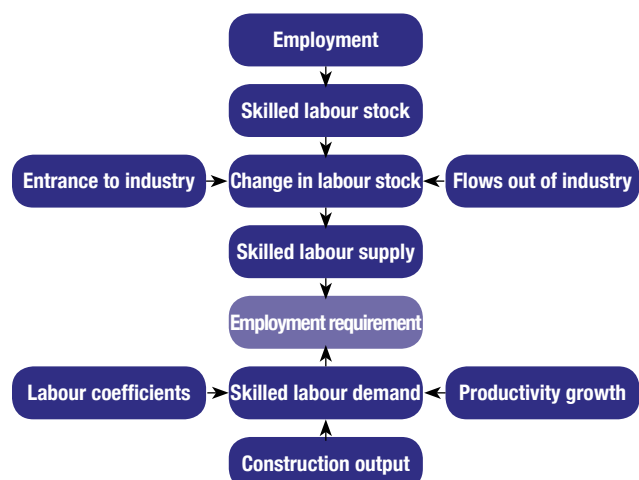 Employment
Skilled labour stock
Entrance to industry
Change in labour stock
Flows out of industry
Skilled labour supply
Employment requirement
Labour coefficients
Skilled labour demand
Productivity growth
Construction output